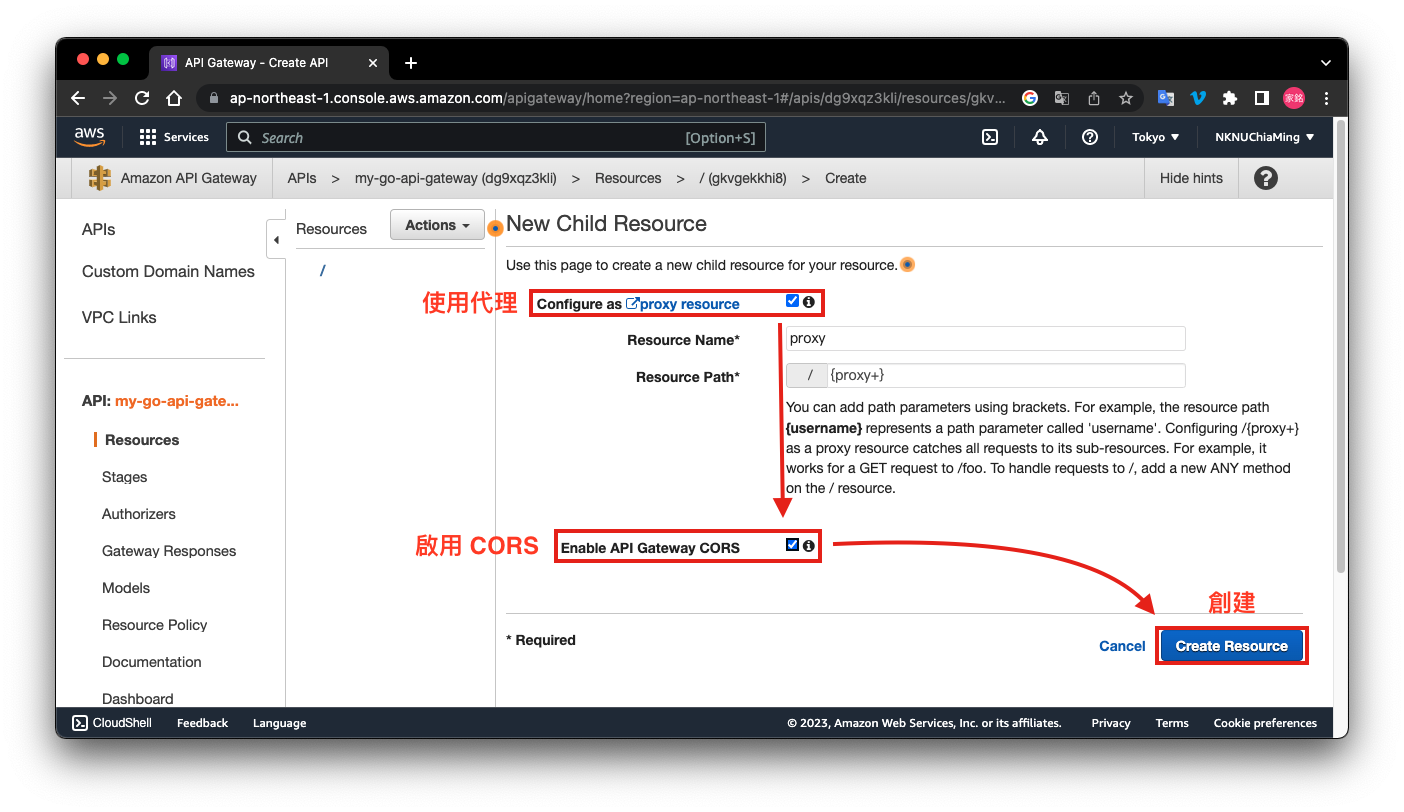 API Gateway - Create API
ap-northeast-1.console.aws.amazon.com/apigateway/home?region=ap-northeast-1#/apis/dg9xqz3kli/resources/gkv...
家銘
aws
Services
Search
[Option+S]
Tokyo
NKNUChiaMing
Amazon API Gateway
APIs > my-go-api-gateway (dg9xqz3kli) > Resources > / (gkvgekkhi8) > Create
Hide hints
APIs
Custom Domain Names
VPC Links
API: my-go-api-gate...
Resources
Stages
Authorizers
Gateway Responses
Models
Resource Policy
Documentation
Dashboard
Resources
Actions
/
New Child Resource
Use this page to create a new child resource for your resource.
使用代理
Configure as proxy resource
Resource Name*
proxy
Resource Path*
/ {proxy+}
You can add path parameters using brackets. For example, the resource path
{username} represents a path parameter called 'username'. Configuring /{proxy+}
as a proxy resource catches all requests to its sub-resources. For example, it
works for a GET request to /foo. To handle requests to /, add a new ANY method
on the / resource.
啟用 CORS
Enable API Gateway CORS
創建
* Required
Cancel
Create Resource
CloudShell
Feedback
Language
© 2023, Amazon Web Services, Inc. or its affiliates.
Privacy
Terms
Cookie preferences